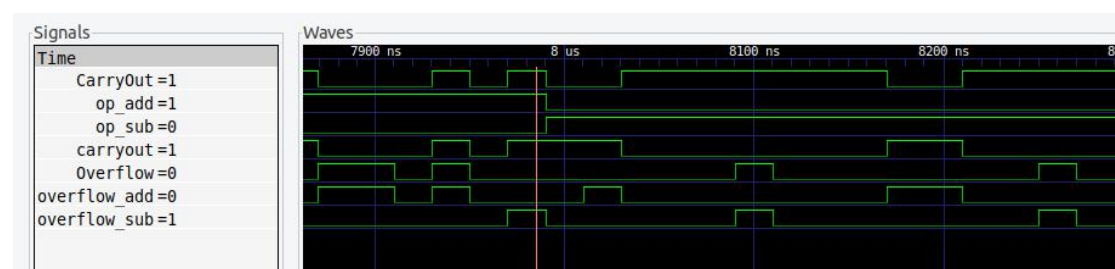 Signals
Waves
Time
7900 ns
8 us
8100 ns
8200 ns
8
CarryOut=1
op_add=1
op_sub=0
carryout=1
Overflow=0
overflow_add=0
overflow_sub=1